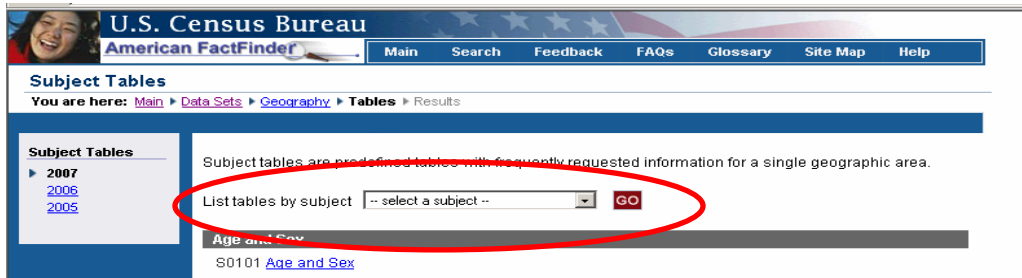 U.S. Census Bureau
American FactFinder
Main Search Feedback FAQs Glossary Site Map Help
Subject Tables
You are here: Main ▶ Data Sets ▶ Geography ▶ Tables ▶ Results
Subject Tables
▶ 2007
2006
2005
Subject tables are predefined tables with frequently requested information for a single geographic area.
List tables by subject -- select a subject -- GO
Age and Sex
S0101 Age and Sex